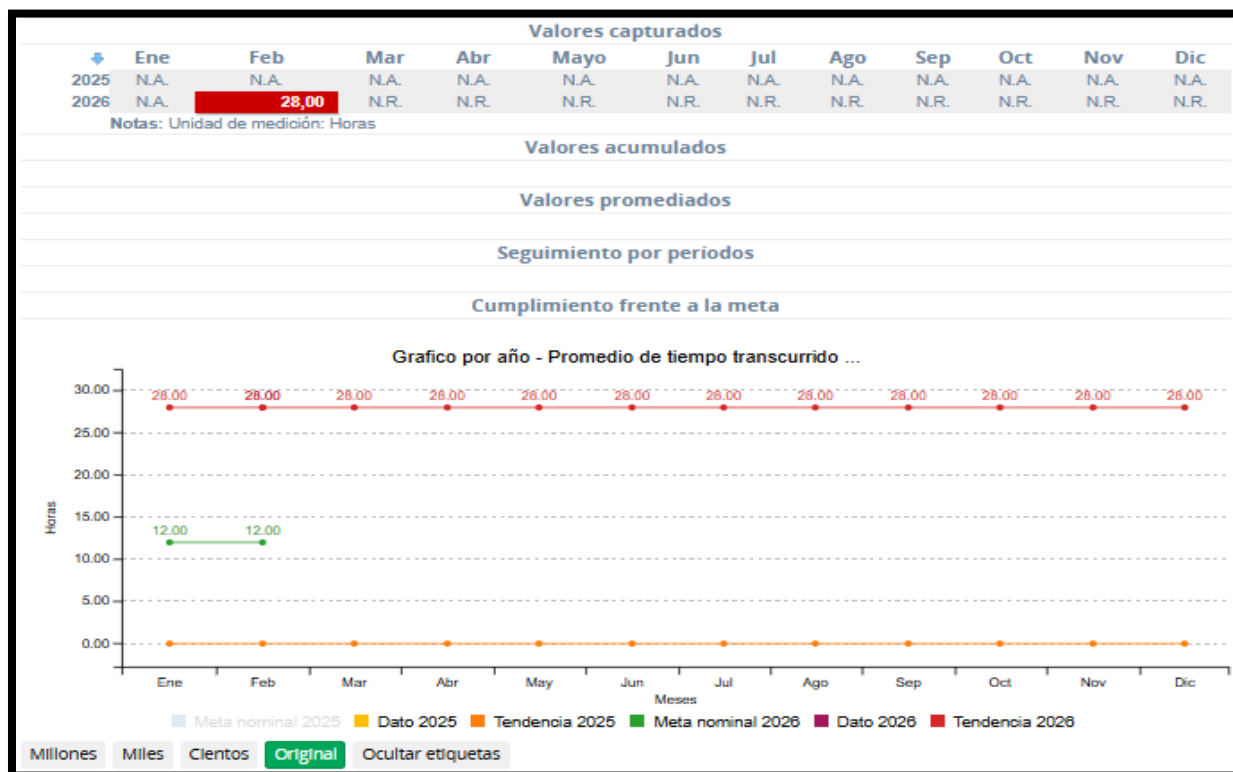 Valores capturados
Ene Feb Mar Abr Mayo Jun Jul Ago Sep Oct Nov Dic
2025 N.A. N.A. N.A. N.A. N.A. N.A. N.A. N.A. N.A. N.A. N.A. N.A.
2026 N.A. 28,00 N.R. N.R. N.R. N.R. N.R. N.R. N.R. N.R. N.R. N.R.
Notas: Unidad de medición: Horas
Valores acumulados
Valores promediados
Seguimiento por períodos
Cumplimiento frente a la meta
Grafico por año - Promedio de tiempo transcurrido ...
30.00
28.00 28.00 28.00 28.00 28.00 28.00 28.00 28.00 28.00 28.00 28.00 28.00
25.00
20.00
15.00
12.00 12.00
10.00
5.00
0.00
Horas
Ene Feb Mar Abr May Jun Jul Ago Sep Oct Nov Dic
Meses
Meta nominal 2025 Dato 2025 Tendencia 2025 Meta nominal 2026 Dato 2026 Tendencia 2026
Millones Miles Cientos Original Ocultar etiquetas